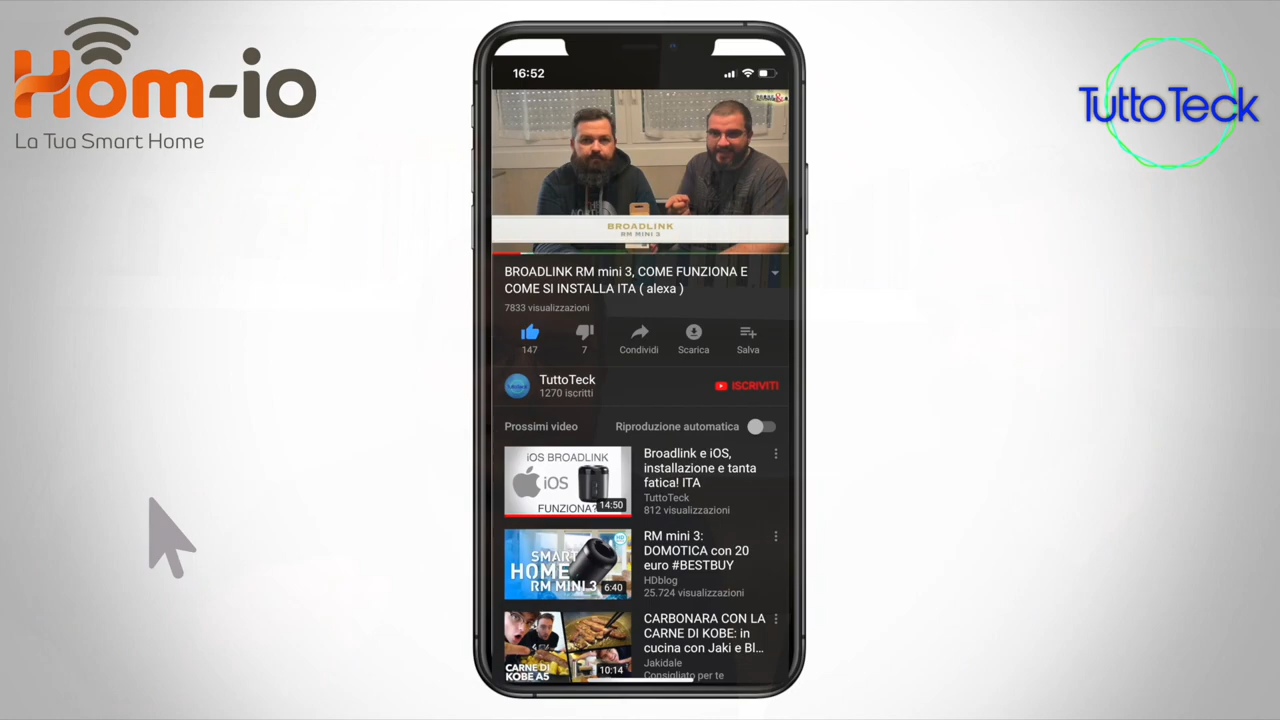 Hom-io
La Tua Smart Home
TuttoTeck
16:52
BROADLINK
RM MINI 3
BROADLINK RM mini 3, COME FUNZIONA E
COME SI INSTALLA ITA ( alexa )
7833 visualizzazioni
147
7
Condividi
Scarica
Salva
TuttoTeck
1270 iscritti
ISCRIVITI
Prossimi video
Riproduzione automatica
iOS BROADLINK
iOS
FUNZIONA?
14:50
Broadlink e iOS,
installazione e tanta
fatica! ITA
TuttoTeck
812 visualizzazioni
SMART
HOME
RM MINI 3
HD
6:40
RM mini 3:
DOMOTICA con 20
euro #BESTBUY
HDblog
25.724 visualizzazioni
CARNE DI
KOBE A5
10:14
CARBONARA CON LA
CARNE DI KOBE: in
cucina con Jaki e Bl...
Jakidale
Consigliato per te